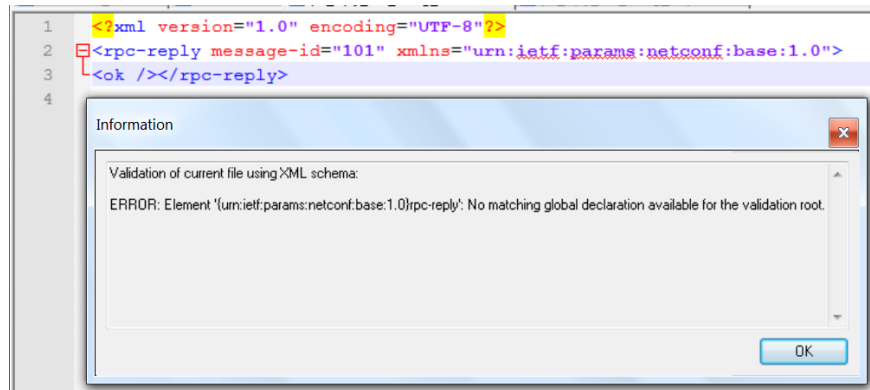 1 <?xml version="1.0" encoding="UTF-8"?>
2 <rpc-reply message-id="101" xmlns="urn:ietf:params:netconf:base:1.0">
3 <ok /></rpc-reply>
4
Information
Validation of current file using XML schema:
ERROR: Element '{urn:ietf:params:netconf:base:1.0}rpc-reply': No matching global declaration available for the validation root.
OK